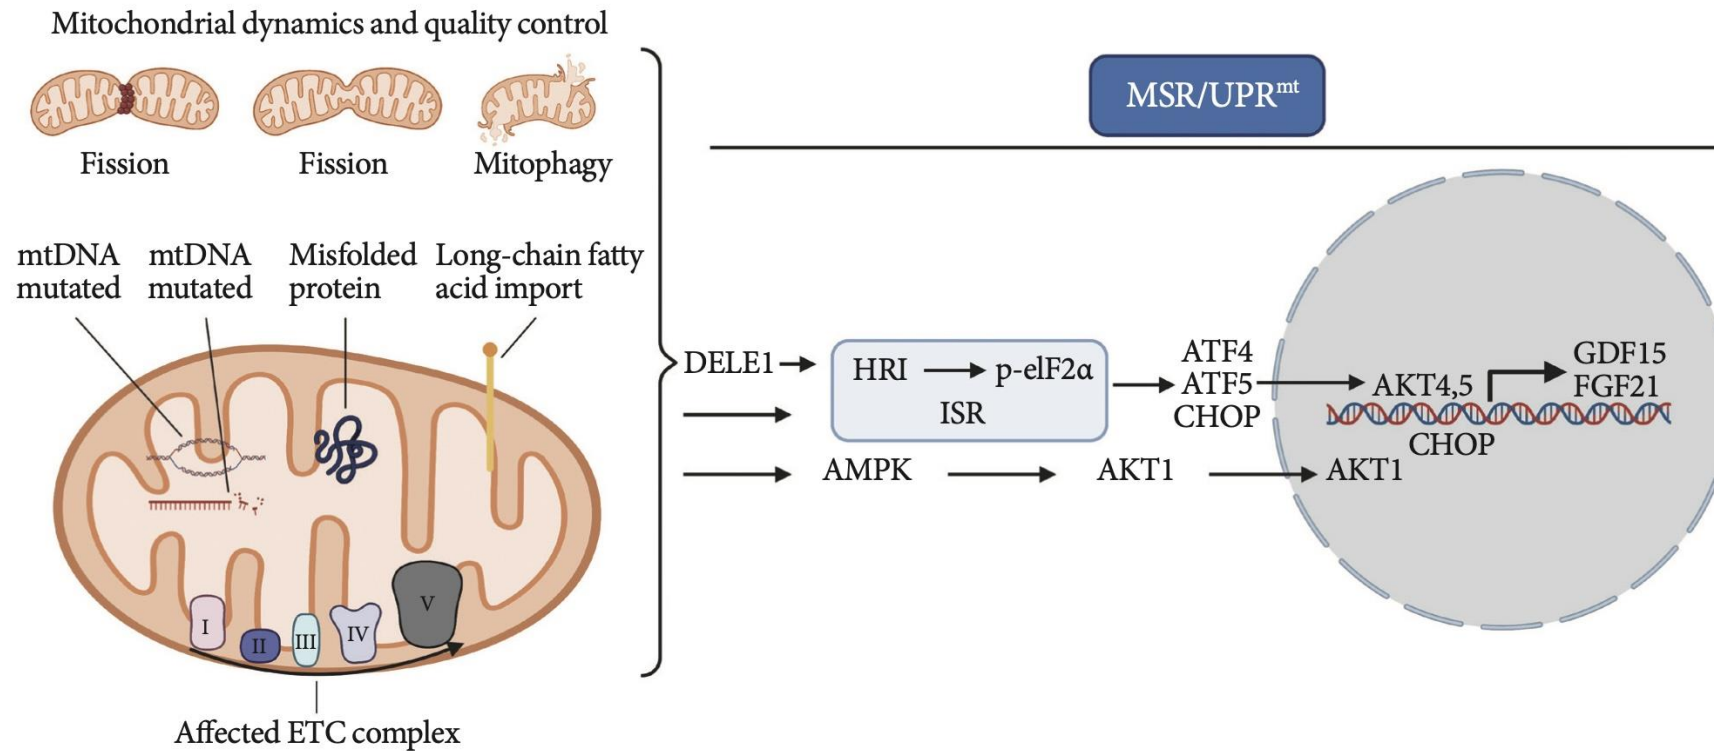 Mitochondrial dynamics and quality control
Fission
Fission
Mitophagy
mtDNA
mutated
mtDNA
mutated
Misfolded
protein
Long-chain fatty
acid import
I
II
III
IV
V
Affected ETC complex
MSR/UPRmt
DELE1
HRI
p-elF2α
ISR
ATF4
ATF5
CHOP
AKT4,5
CHOP
GDF15
FGF21
AMPK
AKT1
AKT1